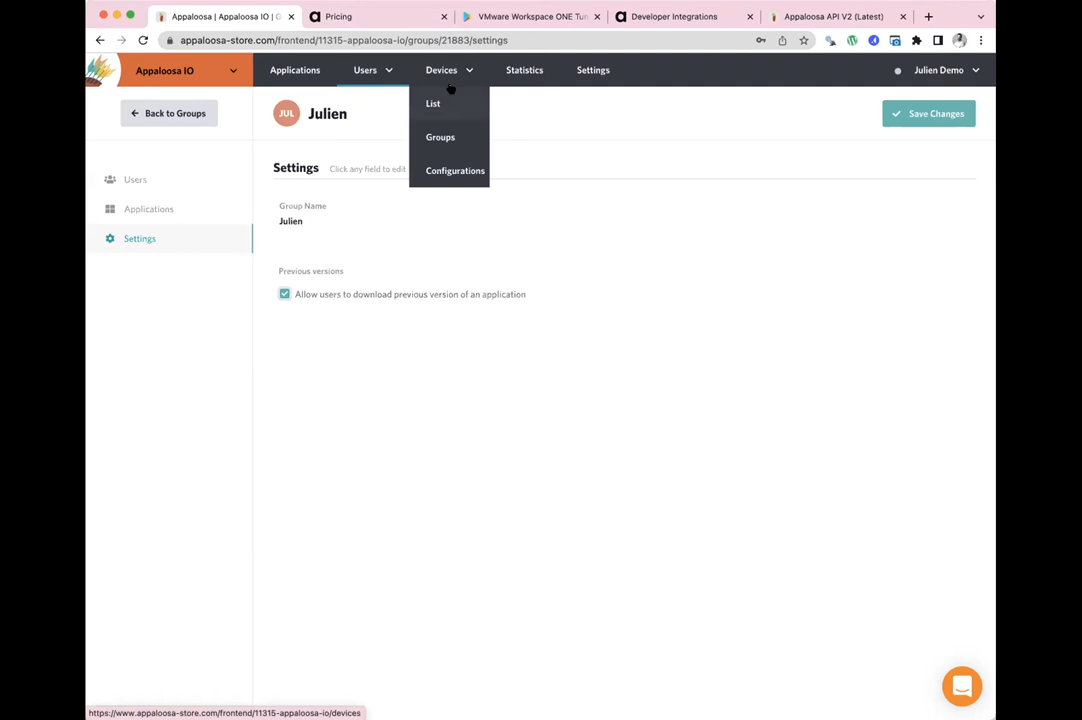 Appaloosa | Appaloosa IO | G
Pricing
VMware Workspace ONE Tun
Developer Integrations
Appaloosa API V2 (Latest)
appaloosa-store.com/frontend/11315-appaloosa-io/groups/21883/settings
Appaloosa IO
Applications
Users
Devices
Statistics
Settings
Julien Demo
List
Groups
Configurations
Back to Groups
JUL
Julien
Save Changes
Settings
Click any field to edit
Users
Applications
Settings
Group Name
Julien
Previous versions
Allow users to download previous version of an application
https://www.appaloosa-store.com/frontend/11315-appaloosa-io/devices